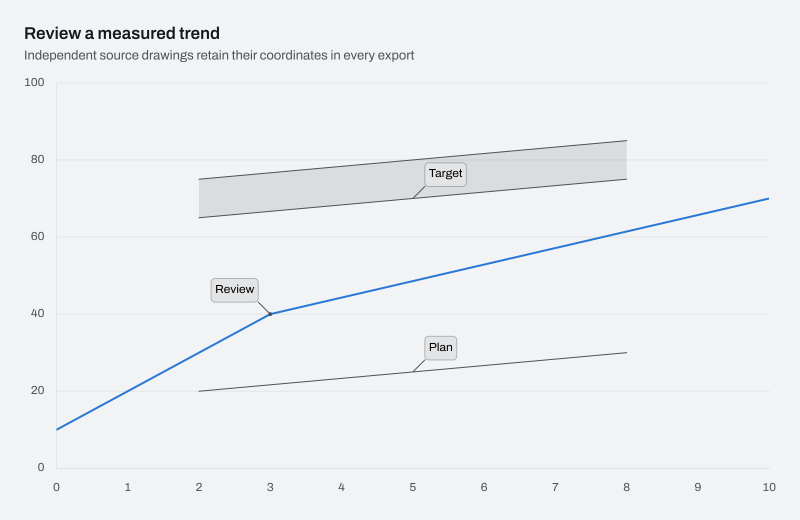 Review a measured trend
Independent source drawings retain their coordinates in every export
100
80
Target
60
Review
40
Plan
20
0
0 1 2 3 4 5 6 7 8 9 10